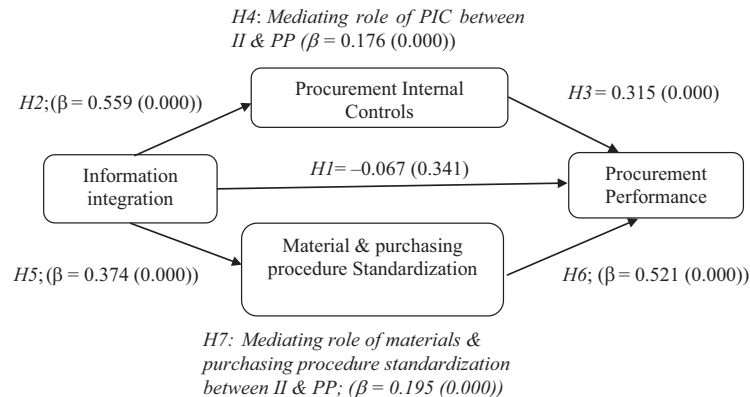 H4: Mediating role of PIC between
II & PP (β = 0.176 (0.000))
H2;(β = 0.559 (0.000))
Procurement Internal
Controls
H3 = 0.315 (0.000)
Information
integration
H1= –0.067 (0.341)
Procurement
Performance
H5;(β = 0.374 (0.000))
Material & purchasing
procedure Standardization
H6; (β = 0.521 (0.000))
H7: Mediating role of materials &
purchasing procedure standardization
between II & PP; (β = 0.195 (0.000))